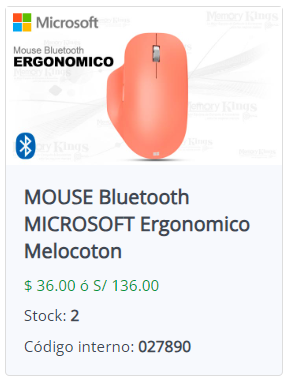 Microsoft
Mouse Bluetooth
ERGONOMICO
MOUSE Bluetooth
MICROSOFT Ergonomico
Melocoton
$ 36.00 ó S/ 136.00
Stock: 2
Código interno: 027890